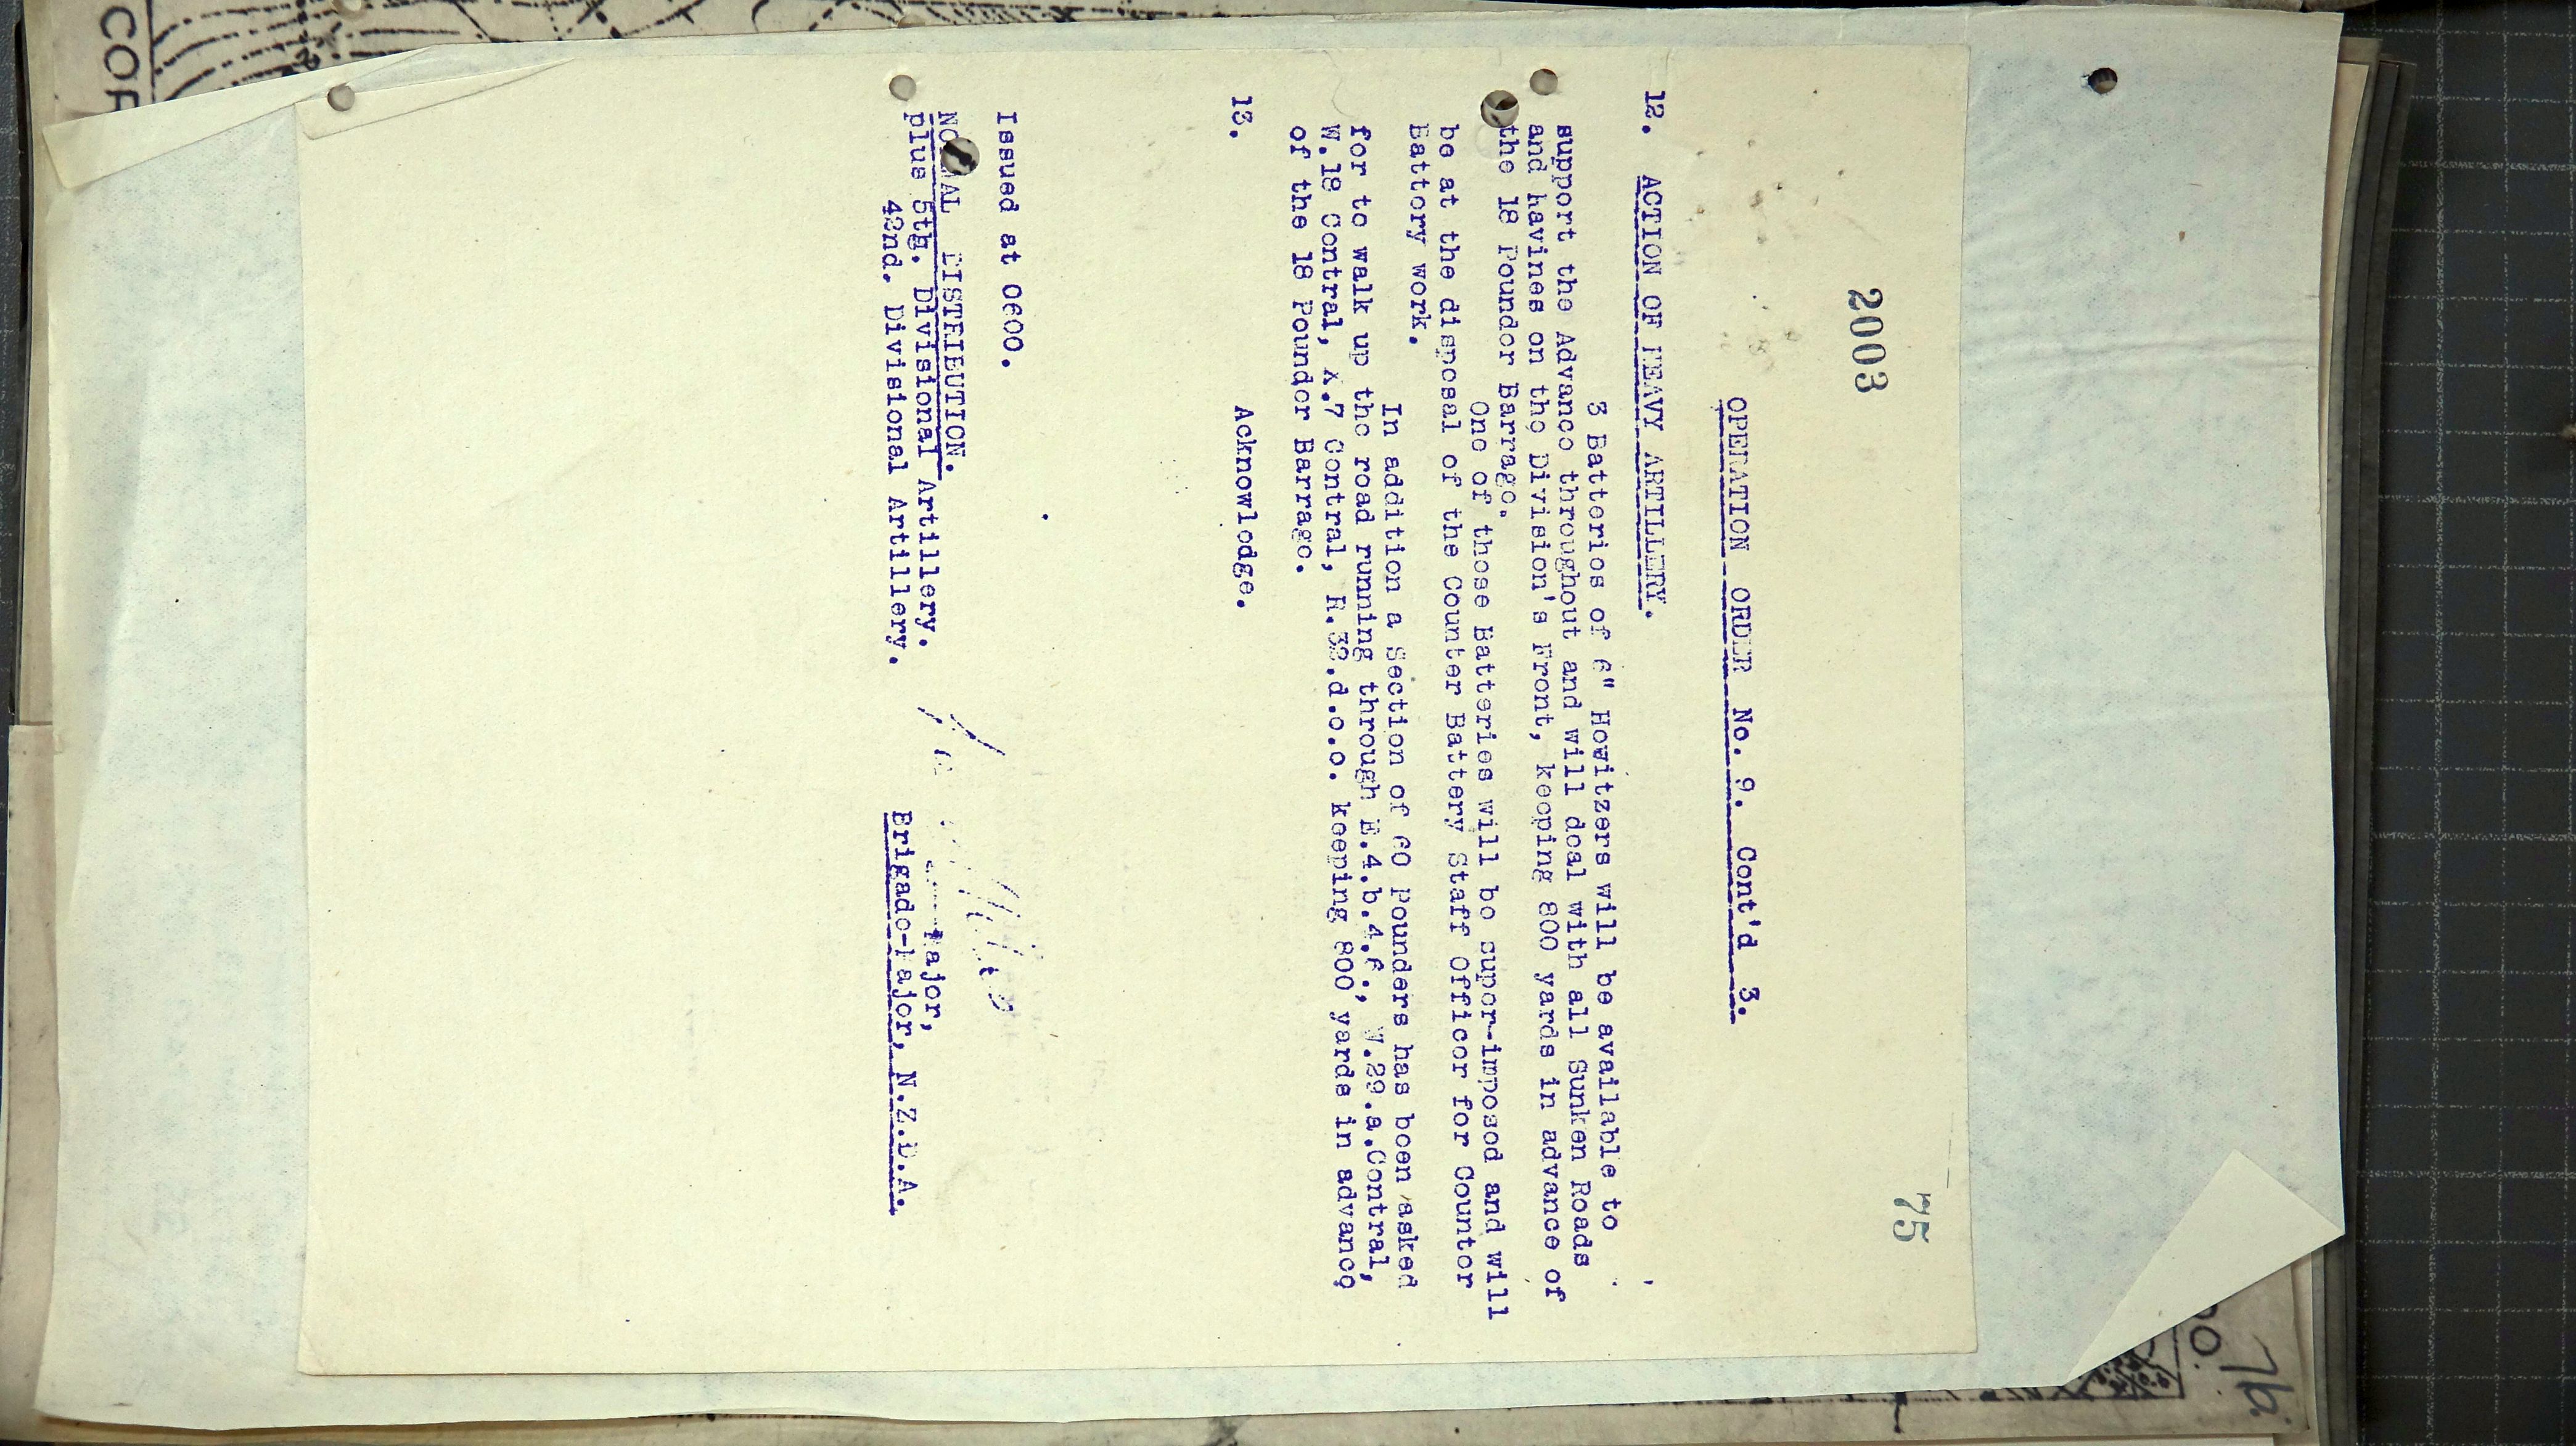 2003
75
OPERATION ORDER No. 9. Cont'd 3.
12. ACTION OF HEAVY ARTILLERY.
3 Batteries of 6" Howitzers will be available to
support the Advance throughout and will deal with all Sunken Roads
and Ravines on the Division's Front, keeping 800 yards in advance of
the 18 Pounder Barrage.
One of those Batteries will be super-imposed and will
be at the disposal of the Counter Battery Staff Officer for Counter
Battery work.
In addition a Section of 60 Pounders has been asked
for to walk up the road running through E.4.b.4.6., W.29.a.Central,
W.18 Central, X.7 Central, R.32.d.o.o. keeping 800 yards in advance
of the 18 Pounder Barrage.
13. Acknowledge.
Issued at 0600.
NORMAL DISTRIBUTION.
plus 5th. Divisional Artillery.
42nd. Divisional Artillery.
Major,
Brigade-Major, N.Z.D.A.
COR
76.